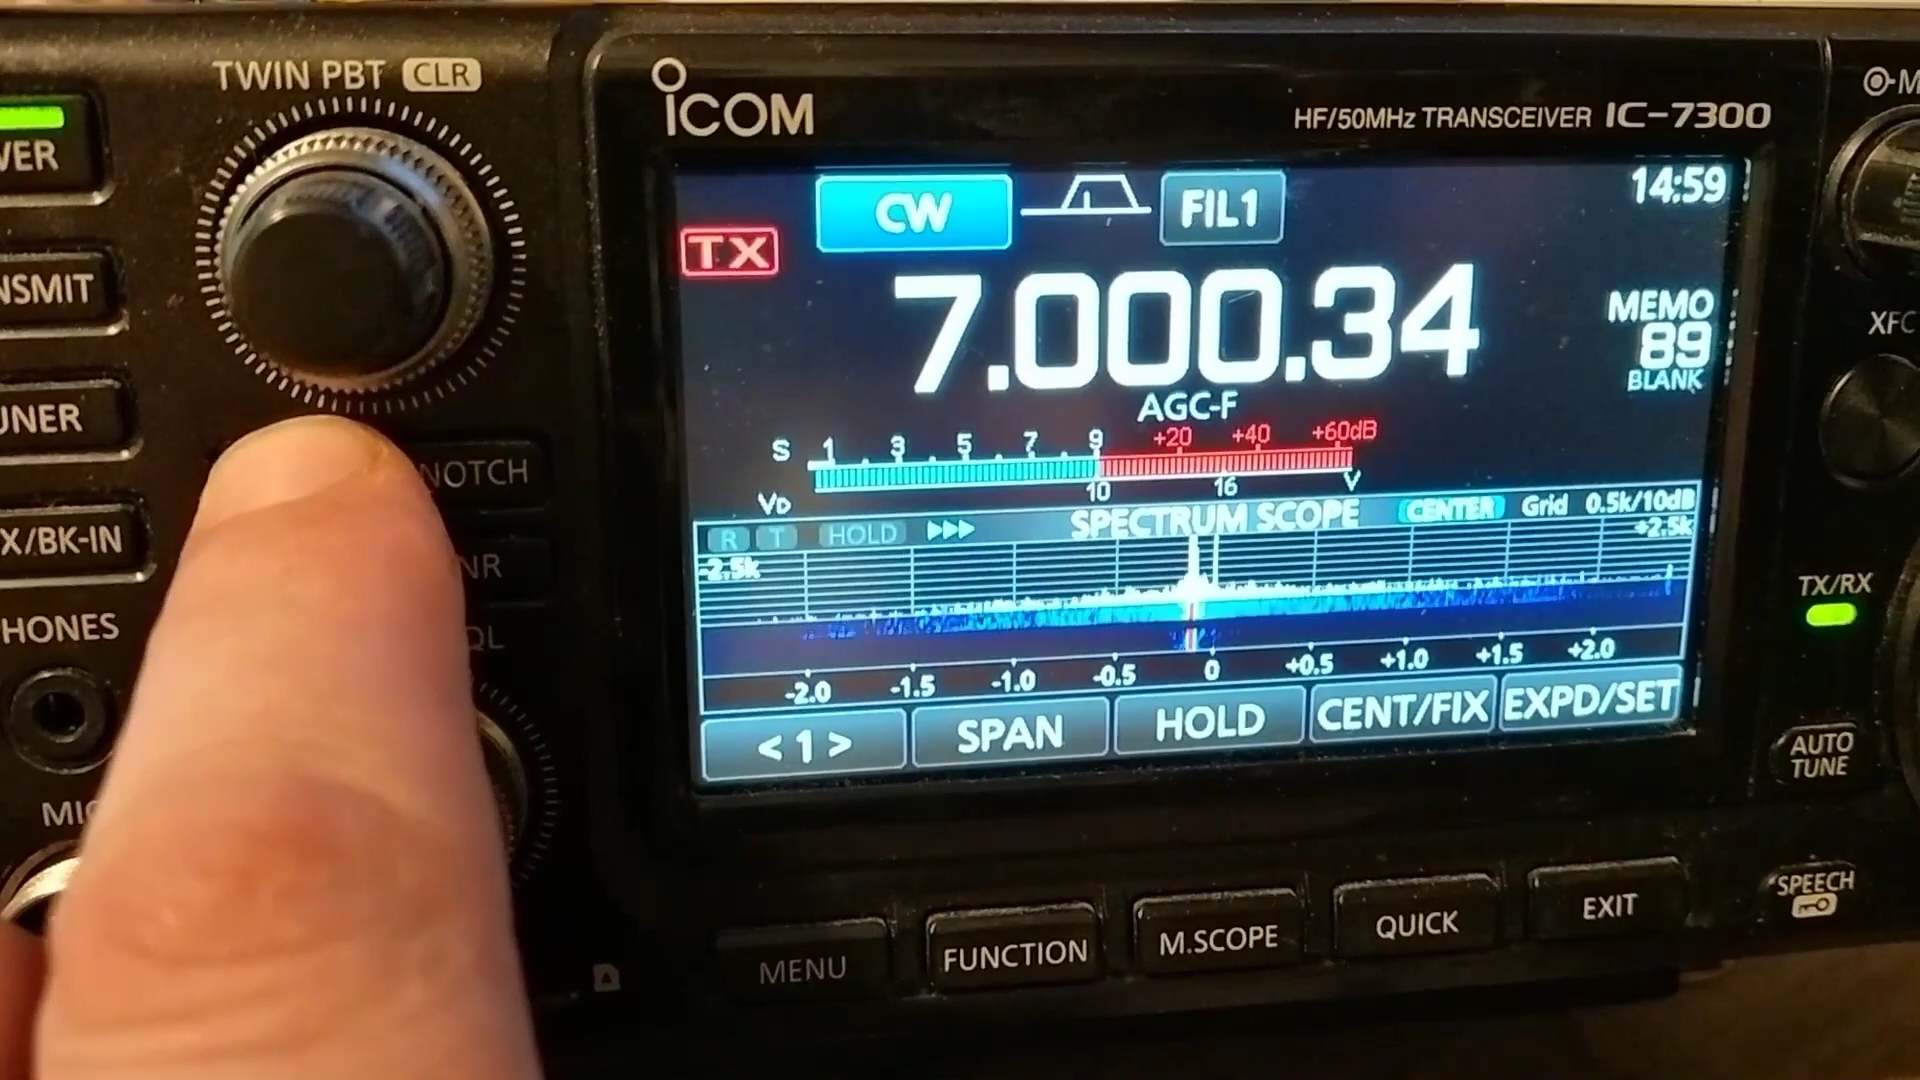 TWIN PBT CLR
ICOM
HF/50MHz TRANSCEIVER IC-7300
CW FIL1 14:59
TX
7.000.34
MEMO
89
BLANK
AGC-F
S 1 3 5 7 9 +20 +40 +60dB
VD 10 16 V
R T HOLD SPECTRUM SCOPE CENTER Grid 0.5k/10dB
-2.5k +2.5k
-2.0 -1.5 -1.0 -0.5 0 +0.5 +1.0 +1.5 +2.0
<1> SPAN HOLD CENT/FIX EXPD/SET
MENU FUNCTION M.SCOPE QUICK EXIT
VER
NSMIT
UNER
X/BK-IN
HONES
MIC
NOTCH
NR
QL
XFC
TX/RX
AUTO
TUNE
SPEECH